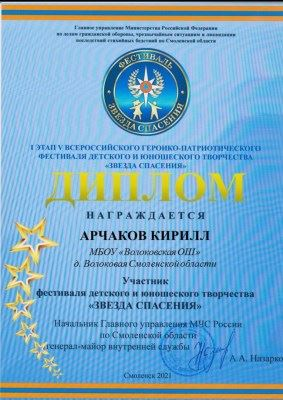 Главное управление Министерства Российской Федерации
по делам гражданской обороны, чрезвычайным ситуациям и ликвидации
последствий стихийных бедствий по Смоленской области
ФЕСТИВАЛЬ
ЗВЕЗДА СПАСЕНИЯ
I ЭТАП V ВСЕРОССИЙСКОГО ГЕРОИКО-ПАТРИОТИЧЕСКОГО
ФЕСТИВАЛЯ ДЕТСКОГО И ЮНОШЕСКОГО ТВОРЧЕСТВА
«ЗВЕЗДА СПАСЕНИЯ»
ДИПЛОМ
НАГРАЖДАЕТСЯ
АРЧАКОВ КИРИЛЛ
МБОУ «Волоковская ОШ»
д. Волоковая Смоленской области
Участник
фестиваля детского и юношеского творчества
"ЗВЕЗДА СПАСЕНИЯ»
Начальник Главного управления МЧС России
по Смоленской области
генерал-майор внутренней службы
А.А. Назарко
Смоленск 2021